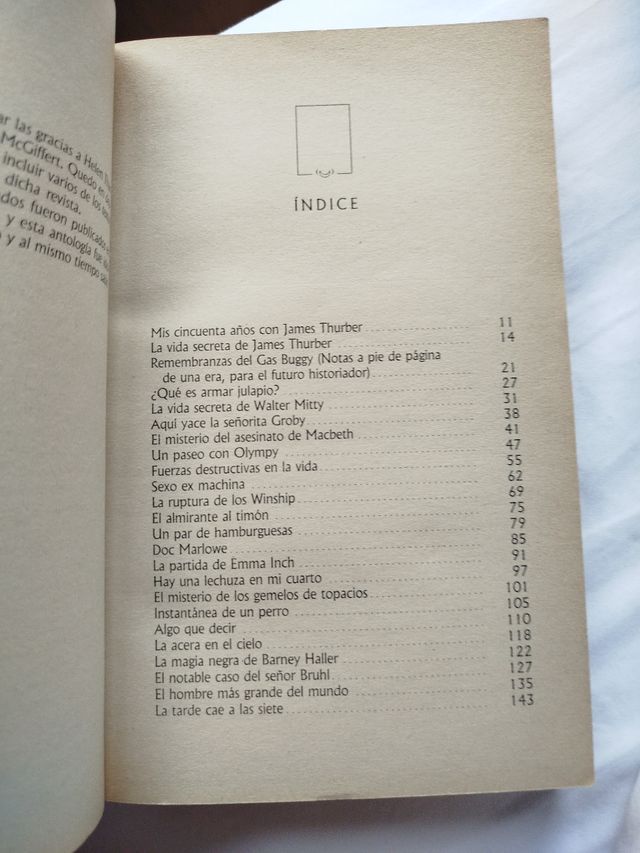 ar las gracias a Helen
McGiffert. Quedo en
incluir varios de los
dicha revista.
dos fueron publicados
y esta antología fue
y al mismo tiempo
ÍNDICE
Mis cincuenta años con James Thurber 11
La vida secreta de James Thurber 14
Remembranzas del Gas Buggy (Notas a pie de página
de una era, para el futuro historiador) 21
¿Qué es armar julapio? 27
La vida secreta de Walter Mitty 31
Aquí yace la señorita Groby 38
El misterio del asesinato de Macbeth 41
Un paseo con Olympy 47
Fuerzas destructivas en la vida 55
Sexo ex machina 62
La ruptura de los Winship 69
El almirante al timón 75
Un par de hamburguesas 79
Doc Marlowe 85
La partida de Emma Inch 91
Hay una lechuza en mi cuarto 97
El misterio de los gemelos de topacios 101
Instantánea de un perro 105
Algo que decir 110
La acera en el cielo 118
La magia negra de Barney Haller 122
El notable caso del señor Bruhl 127
El hombre más grande del mundo 135
La tarde cae a las siete 143